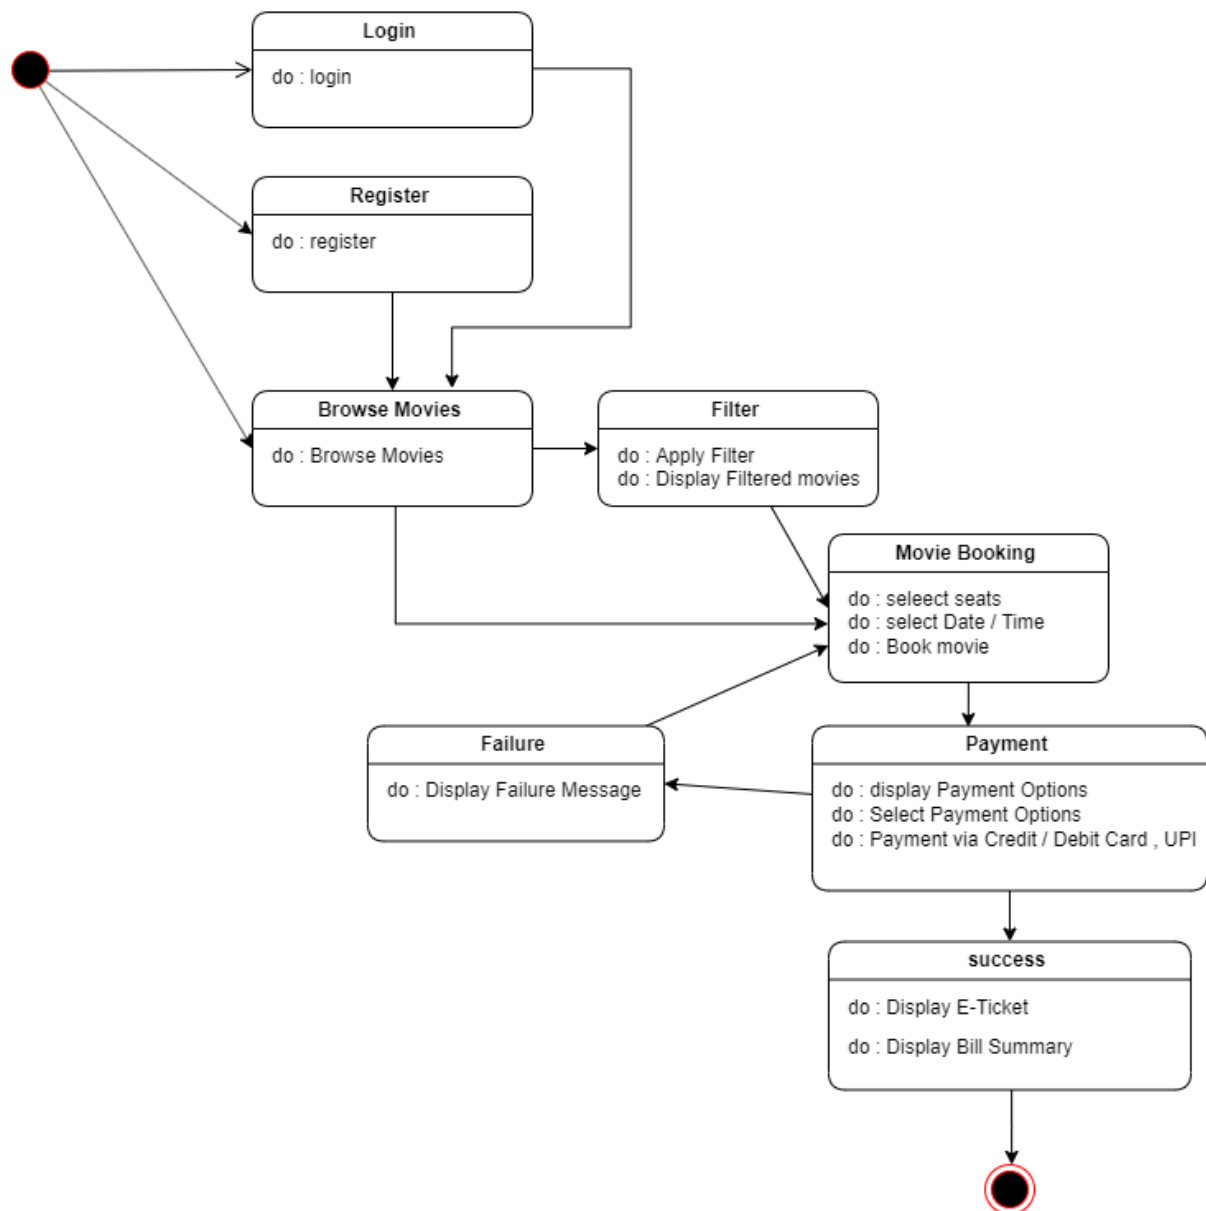 Login
do : login
Register
do : register
Browse Movies
do : Browse Movies
Filter
do : Apply Filter
do : Display Filtered movies
Movie Booking
do : seleect seats
do : select Date / Time
do : Book movie
Failure
do : Display Failure Message
Payment
do : display Payment Options
do : Select Payment Options
do : Payment via Credit / Debit Card , UPI
success
do : Display E-Ticket
do : Display Bill Summary